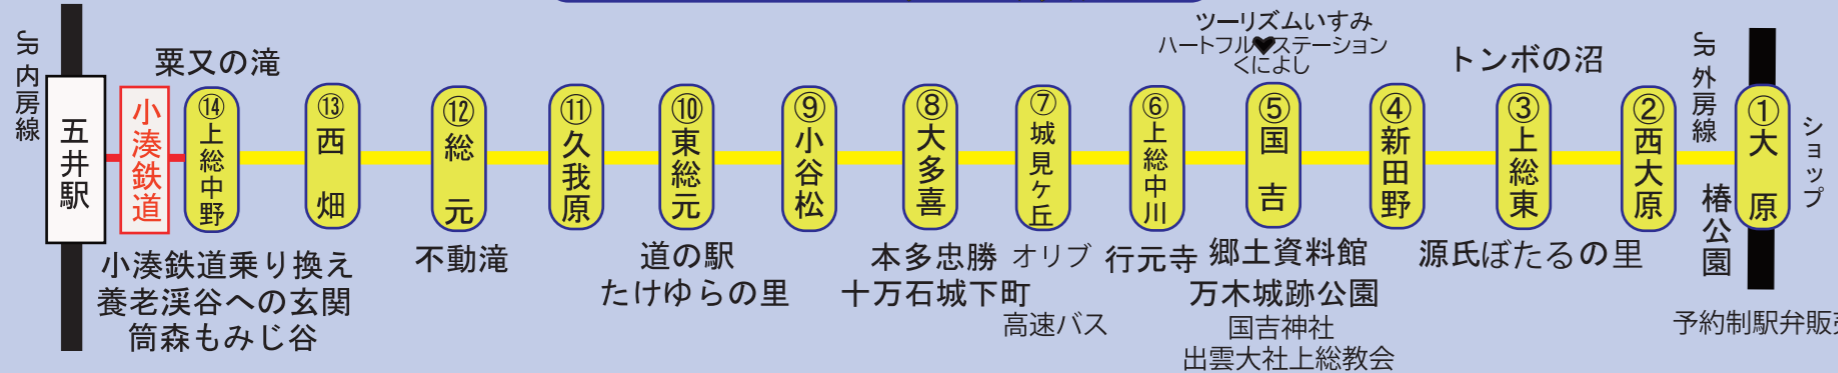 JR内房線
五井駅
小湊鉄道
粟又の滝
⑭上総中野
小湊鉄道乗り換え
養老渓谷への玄関
筒森もみじ谷
⑬西畑
⑫総元
不動滝
⑪久我原
⑩東総元
道の駅
たけゆらの里
⑨小谷松
⑧大多喜
本多忠勝
十万石城下町
⑦城見ヶ丘
オリブ
高速バス
⑥上総中川
行元寺
ツーリズムいすみ
ハートフル♥ステーション
くによし
⑤国吉
郷土資料館
万木城跡公園
国吉神社
出雲大社上総教会
④新田野
トンボの沼
③上総東
源氏ぼたるの里
②西大原
JR外房線
椿公園
①大原
ショップ
予約制駅弁販売